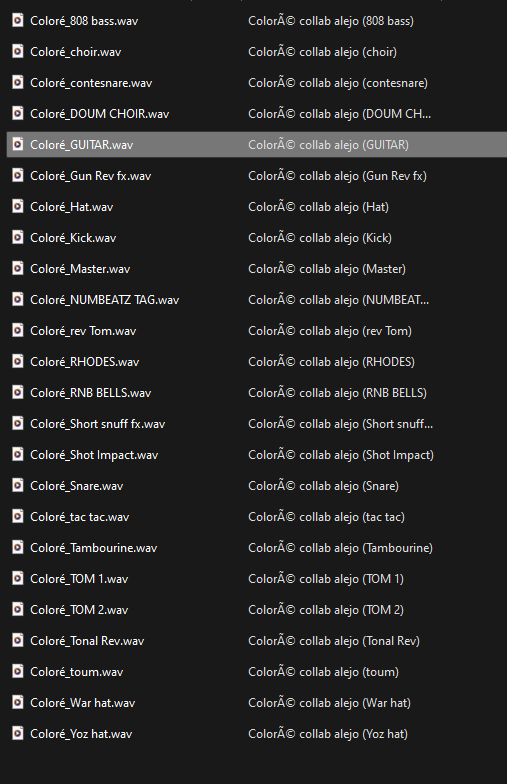 Coloré_808 bass.wav ColorÃ© collab alejo (808 bass)
Coloré_choir.wav ColorÃ© collab alejo (choir)
Coloré_contesnare.wav ColorÃ© collab alejo (contesnare)
Coloré_DOUM CHOIR.wav ColorÃ© collab alejo (DOUM CH...
Coloré_GUITAR.wav ColorÃ© collab alejo (GUITAR)
Coloré_Gun Rev fx.wav ColorÃ© collab alejo (Gun Rev fx)
Coloré_Hat.wav ColorÃ© collab alejo (Hat)
Coloré_Kick.wav ColorÃ© collab alejo (Kick)
Coloré_Master.wav ColorÃ© collab alejo (Master)
Coloré_NUMBEATZ TAG.wav ColorÃ© collab alejo (NUMBEAT...
Coloré_rev Tom.wav ColorÃ© collab alejo (rev Tom)
Coloré_RHODES.wav ColorÃ© collab alejo (RHODES)
Coloré_RNB BELLS.wav ColorÃ© collab alejo (RNB BELLS)
Coloré_Short snuff fx.wav ColorÃ© collab alejo (Short snuff...
Coloré_Shot Impact.wav ColorÃ© collab alejo (Shot Impact)
Coloré_Snare.wav ColorÃ© collab alejo (Snare)
Coloré_tac tac.wav ColorÃ© collab alejo (tac tac)
Coloré_Tambourine.wav ColorÃ© collab alejo (Tambourine)
Coloré_TOM 1.wav ColorÃ© collab alejo (TOM 1)
Coloré_TOM 2.wav ColorÃ© collab alejo (TOM 2)
Coloré_Tonal Rev.wav ColorÃ© collab alejo (Tonal Rev)
Coloré_toum.wav ColorÃ© collab alejo (toum)
Coloré_War hat.wav ColorÃ© collab alejo (War hat)
Coloré_Yoz hat.wav ColorÃ© collab alejo (Yoz hat)